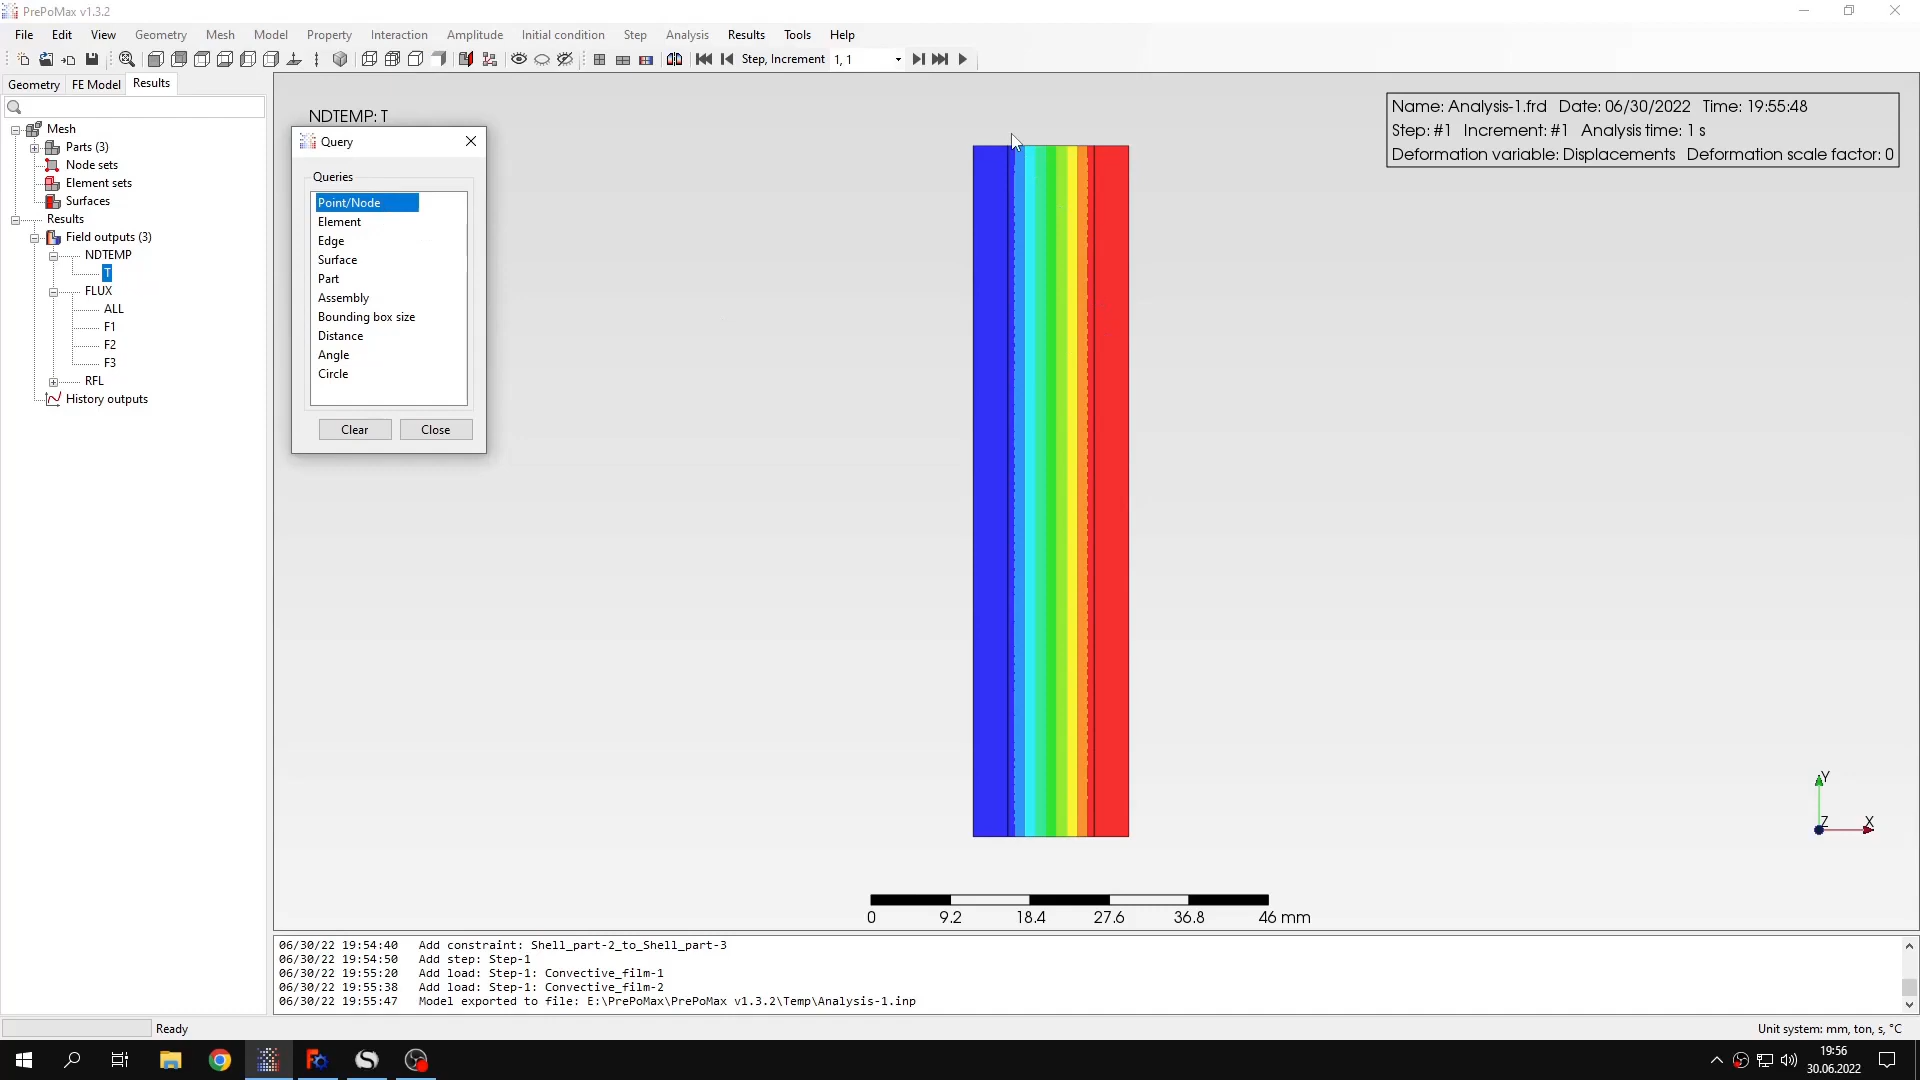 PrePoMax v1.3.2
File Edit View Geometry Mesh Model Property Interaction Amplitude Initial condition Step Analysis Results Tools Help
Step, Increment 1, 1
Geometry FE Model Results
Mesh
Parts (3)
Node sets
Element sets
Surfaces
Results
Field outputs (3)
NDTEMP
T
FLUX
ALL
F1
F2
F3
RFL
History outputs
NDTEMP: T
Query
Queries
Point/Node
Element
Edge
Surface
Part
Assembly
Bounding box size
Distance
Angle
Circle
Clear Close
Name: Analysis-1.frd Date: 06/30/2022 Time: 19:55:48
Step: #1 Increment: #1 Analysis time: 1 s
Deformation variable: Displacements Deformation scale factor: 0
Y
Z X
0 9.2 18.4 27.6 36.8 46 mm
06/30/22 19:54:40 Add constraint: Shell_part-2_to_Shell_part-3
06/30/22 19:54:50 Add step: Step-1
06/30/22 19:55:20 Add load: Step-1: Convective_film-1
06/30/22 19:55:38 Add load: Step-1: Convective_film-2
06/30/22 19:55:47 Model exported to file: E:\PrePoMax\PrePoMax v1.3.2\Temp\Analysis-1.inp
Ready
Unit system: mm, ton, s, °C
19:56
30.06.2022